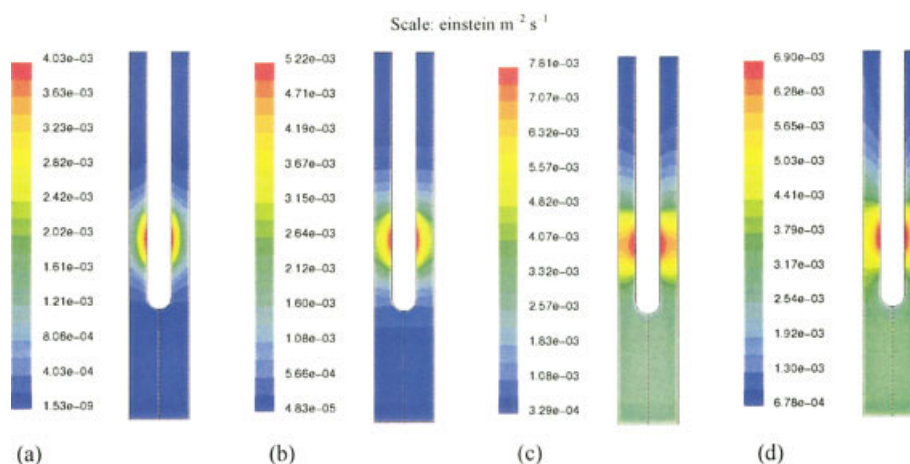 Scale: einstein m⁻² s⁻¹
4.03e-03
3.63e-03
3.23e-03
2.82e-03
2.42e-03
2.02e-03
1.61e-03
1.21e-03
8.06e-04
4.03e-04
1.53e-09
(a)
5.22e-03
4.71e-03
4.19e-03
3.67e-03
3.15e-03
2.64e-03
2.12e-03
1.60e-03
1.08e-03
5.66e-04
4.83e-05
(b)
7.81e-03
7.07e-03
6.32e-03
5.57e-03
4.82e-03
4.07e-03
3.32e-03
2.57e-03
1.83e-03
1.08e-03
3.29e-04
(c)
6.90e-03
6.28e-03
5.65e-03
5.03e-03
4.41e-03
3.79e-03
3.17e-03
2.54e-03
1.92e-03
1.30e-03
6.78e-04
(d)